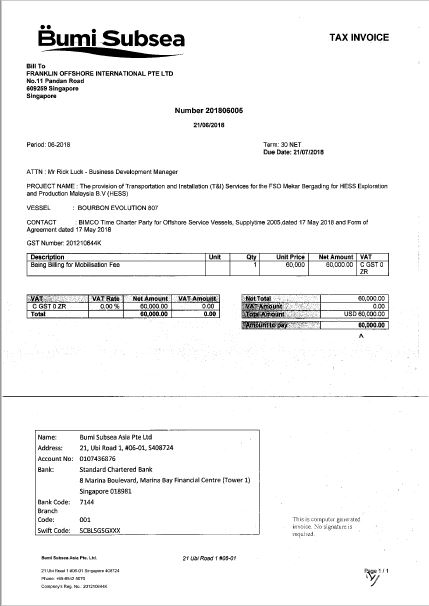 Bumi Subsea
TAX INVOICE
Bill To
FRANKLIN OFFSHORE INTERNATIONAL PTE LTD
No.11 Pandan Road
609259 Singapore
Singapore
Number 201806005
21/06/2018
Period: 06-2018
Term: 30 NET
Due Date: 21/07/2018
ATTN : Mr Rick Luck - Business Development Manager
PROJECT NAME : The provision of Transportation and Installation (T&I) Services for the FSO Mekar Bergading for HESS Exploration
and Production Malaysia B.V (HESS)
VESSEL : BOURBON EVOLUTION 807
CONTACT : BIMCO Time Charter Party for Offshore Service Vessels, Supplytime 2005,dated 17 May 2018 and Form of
Agreement dated 17 May 2018
GST Number: 201210844K
Description Unit Qty Unit Price Net Amount VAT
Being Billing for Mobilisation Fee 1 60,000 60,000.00 C GST 0
ZR
VAT VAT Rate Net Amount VAT Amount
C GST 0 ZR 0.00 % 60,000.00 0.00
Total 60,000.00 0.00
Net Total 60,000.00
VAT Amount 0.00
Total Amount USD 60,000.00
Amount to pay 60,000.00
Name: Bumi Subsea Asia Pte Ltd
Address: 21, Ubi Road 1, #06-01, S408724
Account No: 0107436876
Bank: Standard Chartered Bank
8 Marina Boulevard, Marina Bay Financial Centre (Tower 1)
Singapore 018981
Bank Code: 7144
Branch
Code: 001
Swift Code: SCBLSGSGXXX
This is computer generated
invoice. No signature is
required.
Bumi Subsea Asia Pte. Ltd.
21 Ubi Road 1 #06-01
21 Ubi Road 1 #06-01 Singapore 408724
Phone: +65-6542-5070
Company's Reg. No.: 201210844K
Page 1 / 1